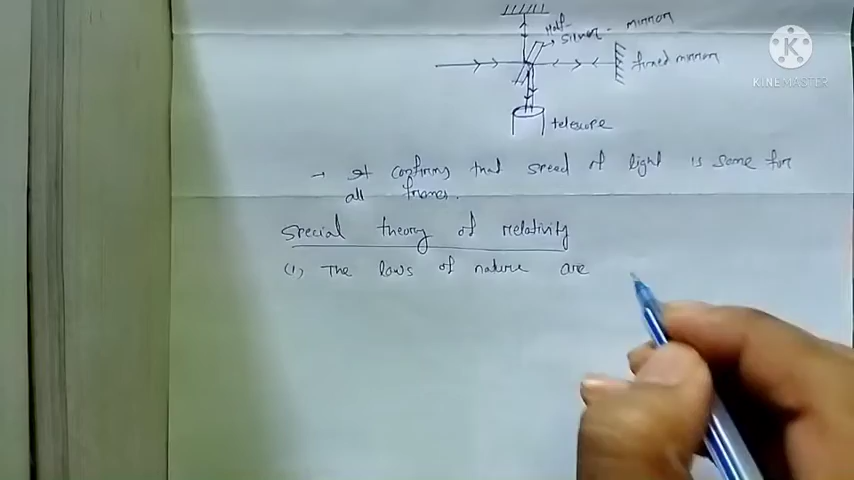 Half-
silver - mirror
fixed mirror
telescope
→ It confirms that speed of light is same for
all frames.
Special theory of relativity
(1) The laws of nature are
K
KINEMASTER